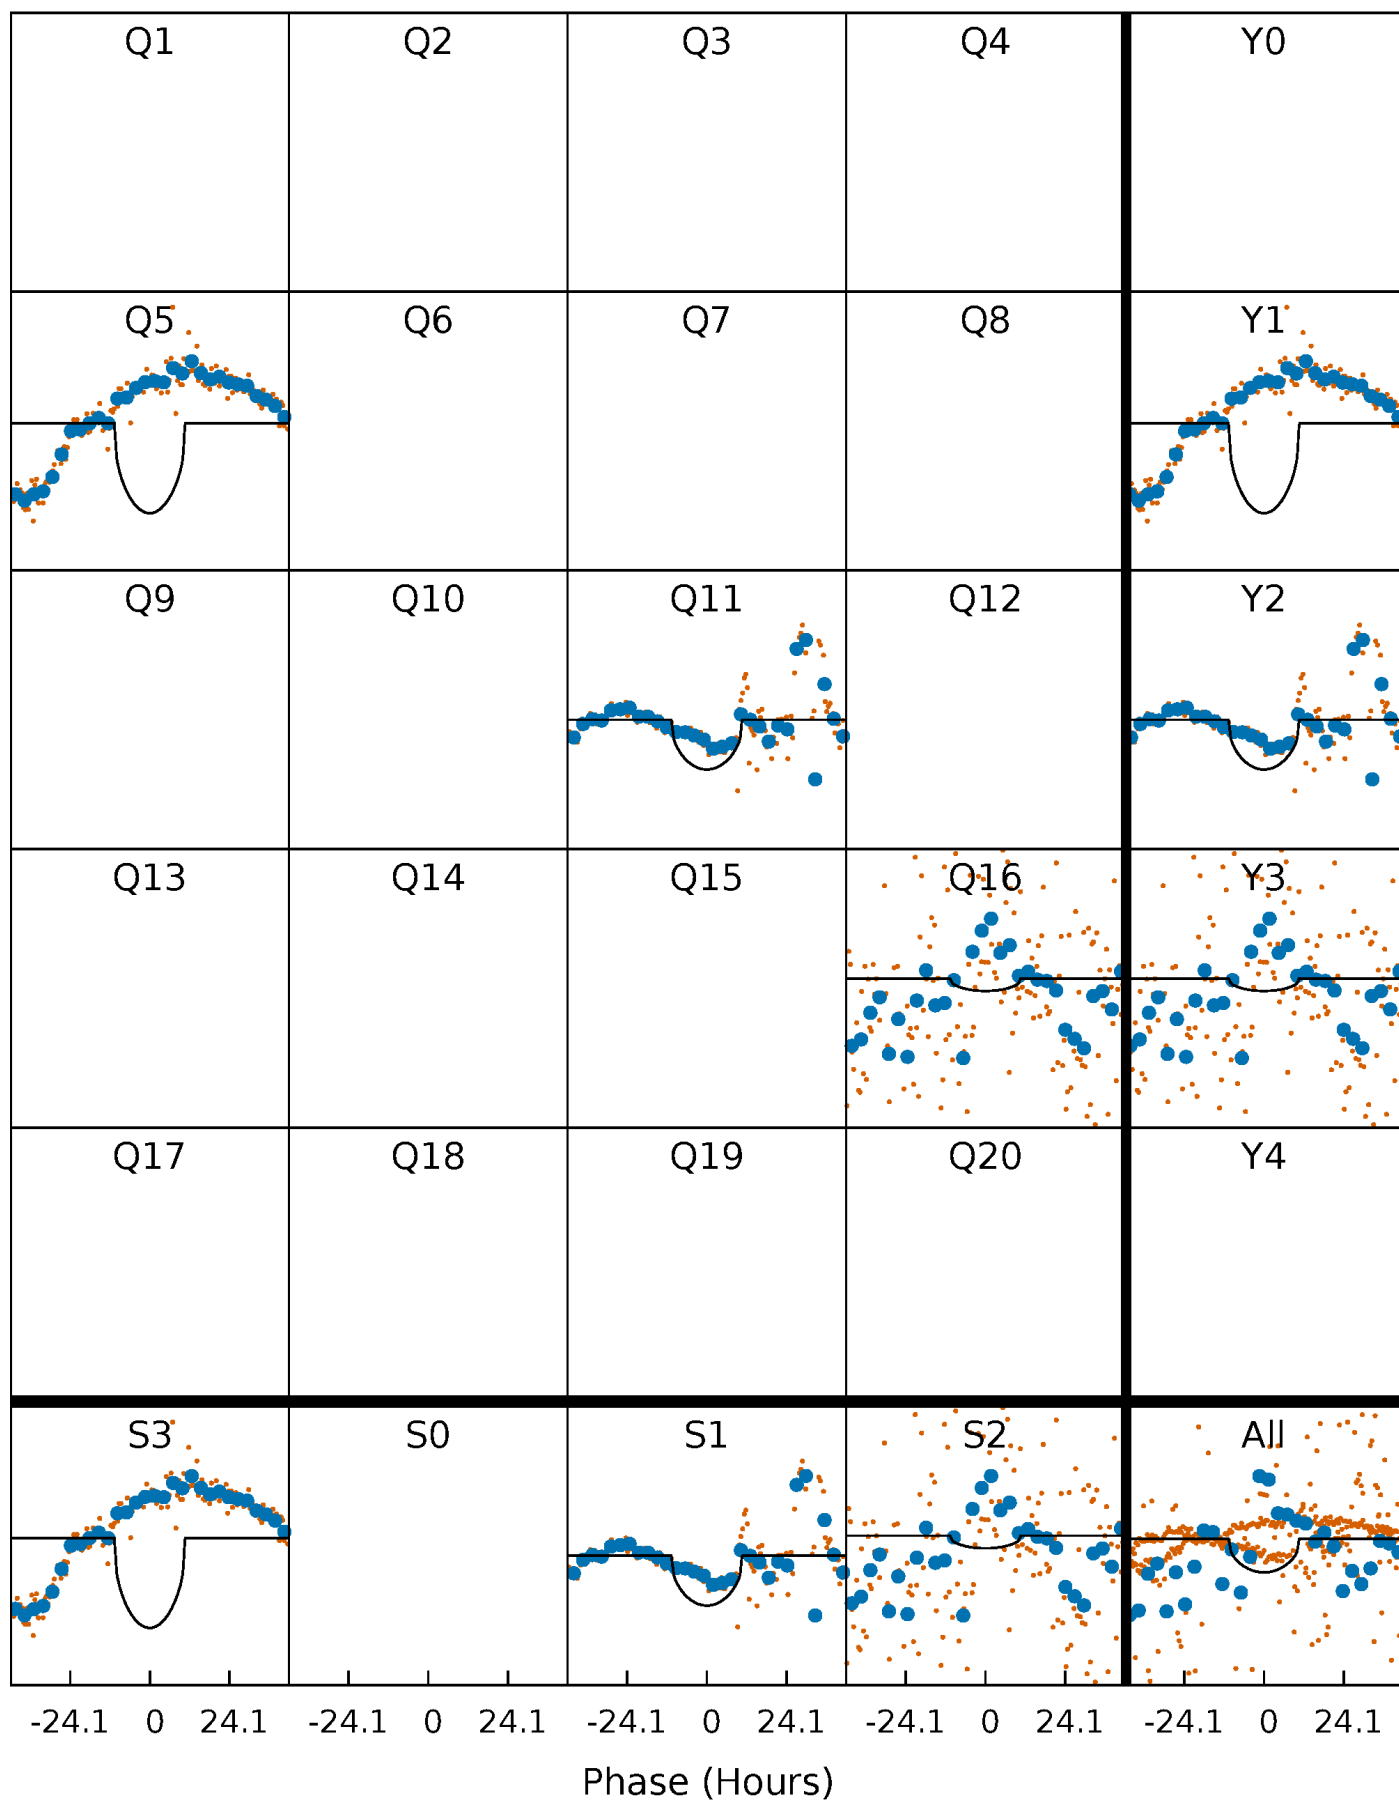 Q1 Q2 Q3 Q4 Y0
Q5 Q6 Q7 Q8 Y1
Q9 Q10 Q11 Q12 Y2
Q13 Q14 Q15 Q16 Y3
Q17 Q18 Q19 Q20 Y4
S3 S0 S1 S2 All
-24.1 0 24.1 -24.1 0 24.1 -24.1 0 24.1 -24.1 0 24.1 -24.1 0 24.1
Phase (Hours)